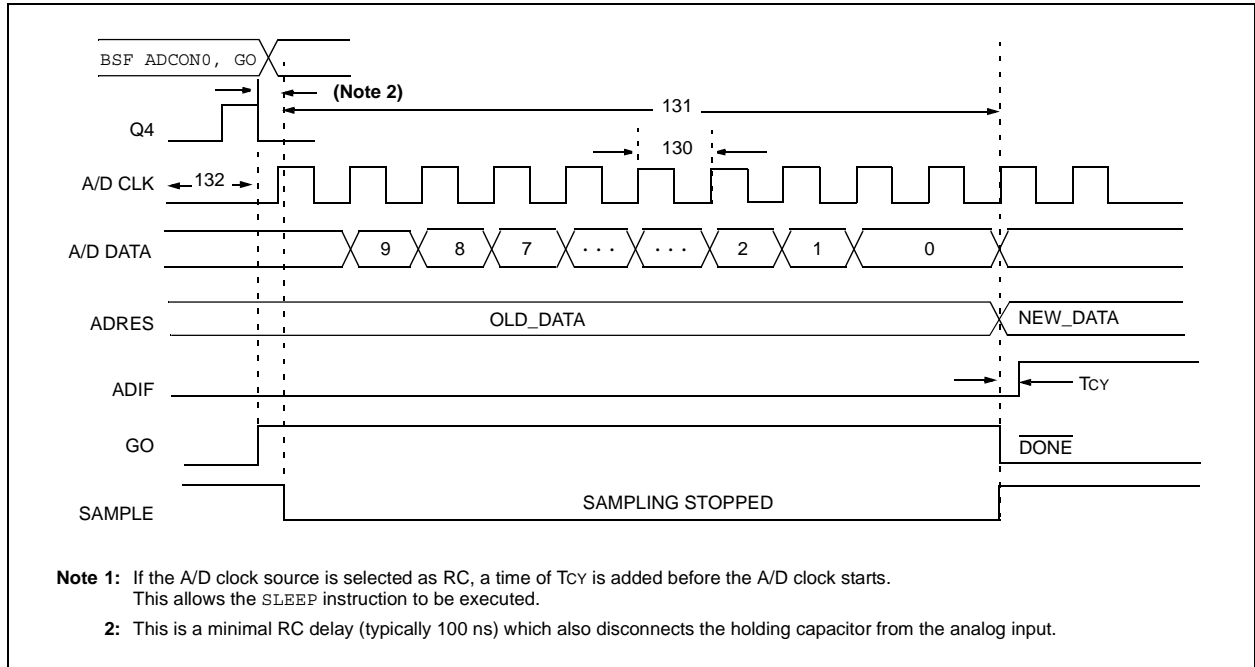 BSF ADCON0, GO
(Note 2)
131
Q4
130
A/D CLK
132
A/D DATA
9 8 7 · · · · · · 2 1 0
ADRES
OLD_DATA
NEW_DATA
ADIF
TCY
GO
DONE
SAMPLE
SAMPLING STOPPED
Note 1: If the A/D clock source is selected as RC, a time of TCY is added before the A/D clock starts.
This allows the SLEEP instruction to be executed.
2: This is a minimal RC delay (typically 100 ns) which also disconnects the holding capacitor from the analog input.